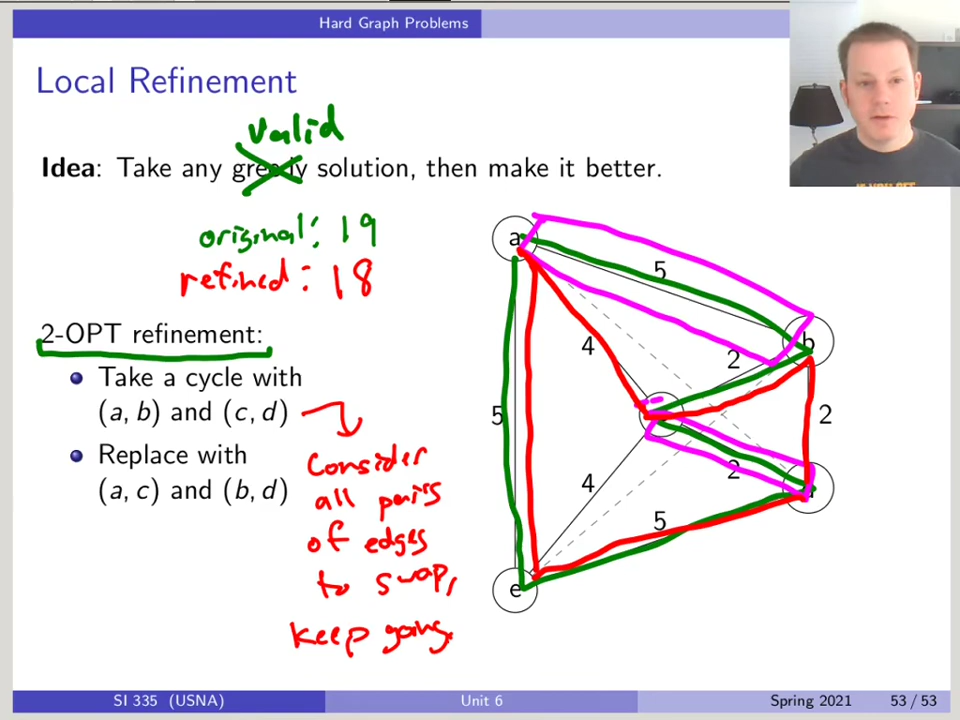 Hard Graph Problems
Local Refinement
valid
Idea: Take any greedy solution, then make it better.
original: 19
refined: 18
2-OPT refinement:
Take a cycle with
(a, b) and (c, d)
Replace with
(a, c) and (b, d)
Consider
all pairs
of edges
to swap,
keep going.
a
5
b
4
2
5
2
2
4
5
e
SI 335 (USNA)
Unit 6
Spring 2021
53 / 53